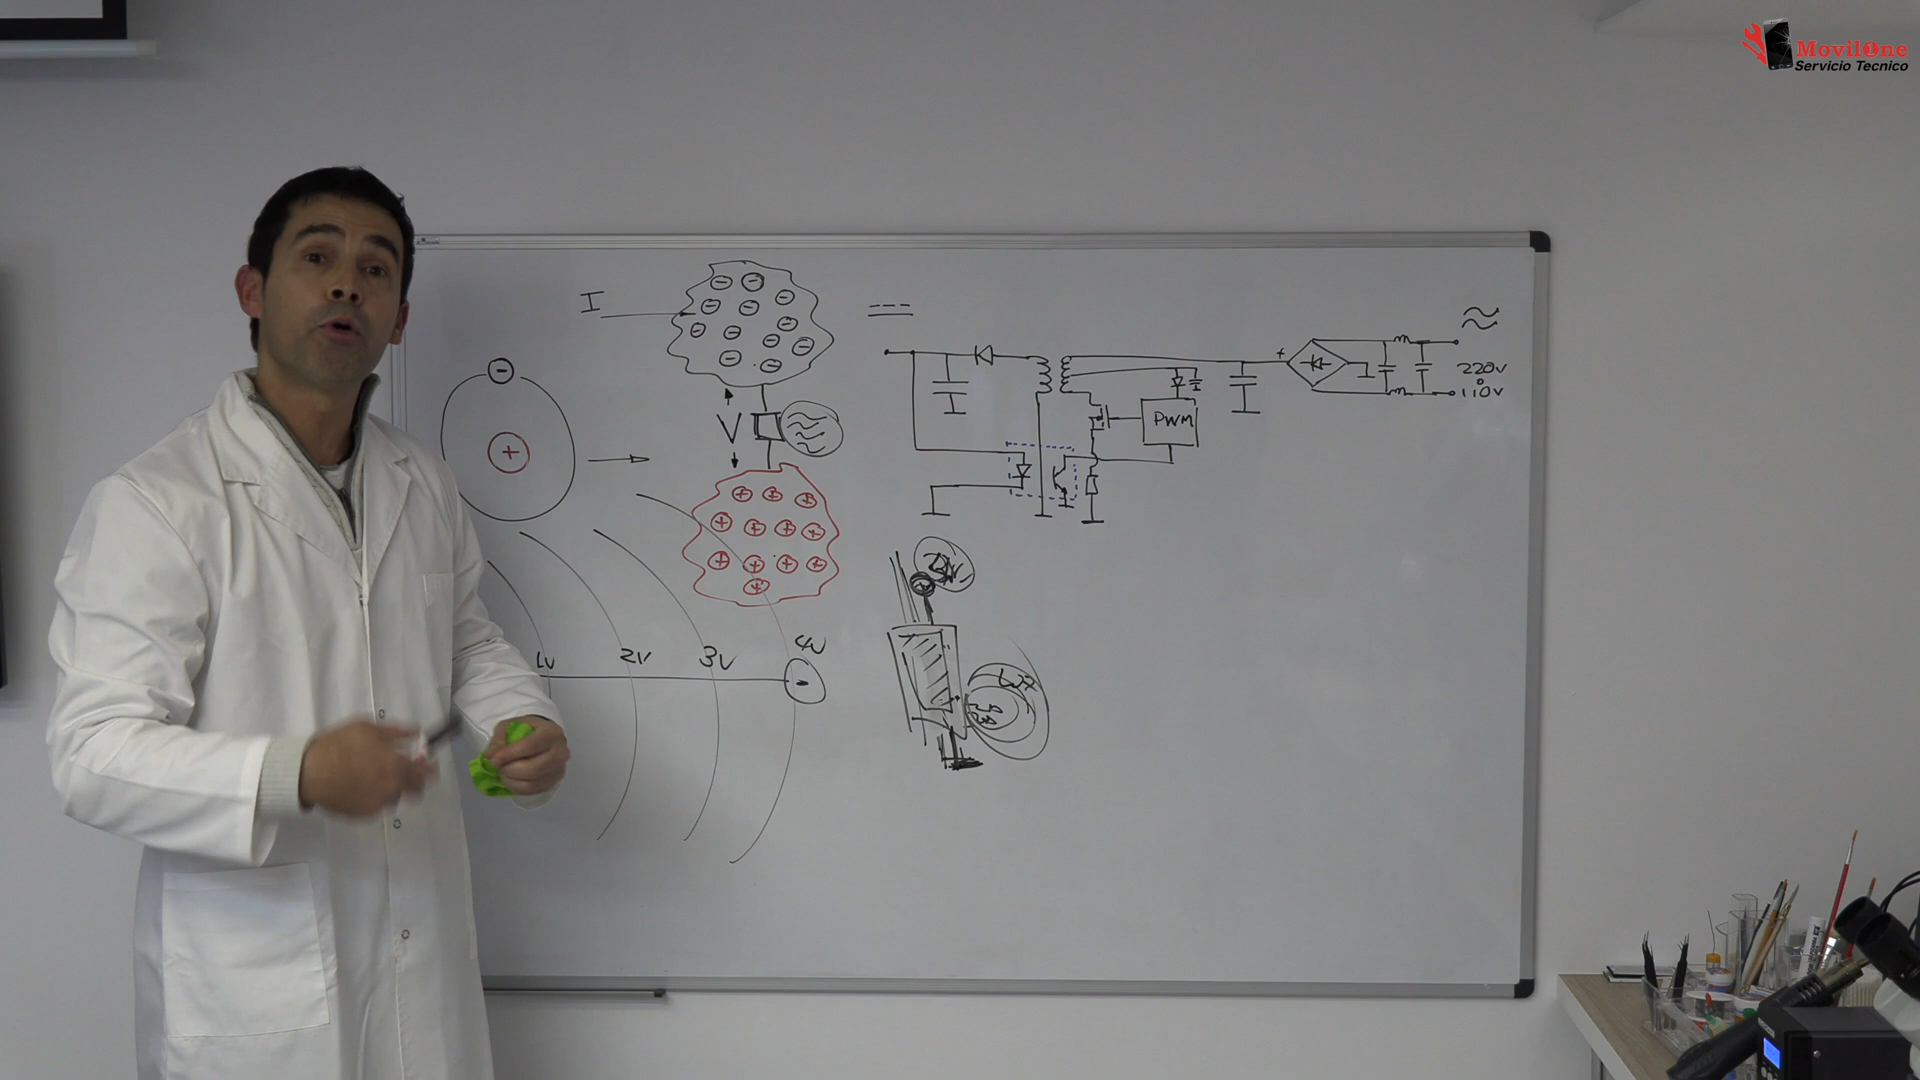 MovilOne
Servicio Tecnico
I
220V
o
110V
PWM
V
1V
2V
3V
4V